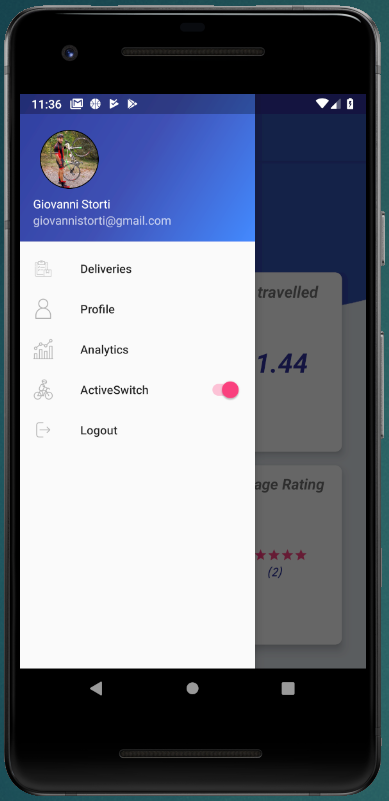 11:36
Giovanni Storti
giovannistorti@gmail.com
Deliveries
Profile
Analytics
ActiveSwitch
Logout
travelled
1.44
age Rating
(2)